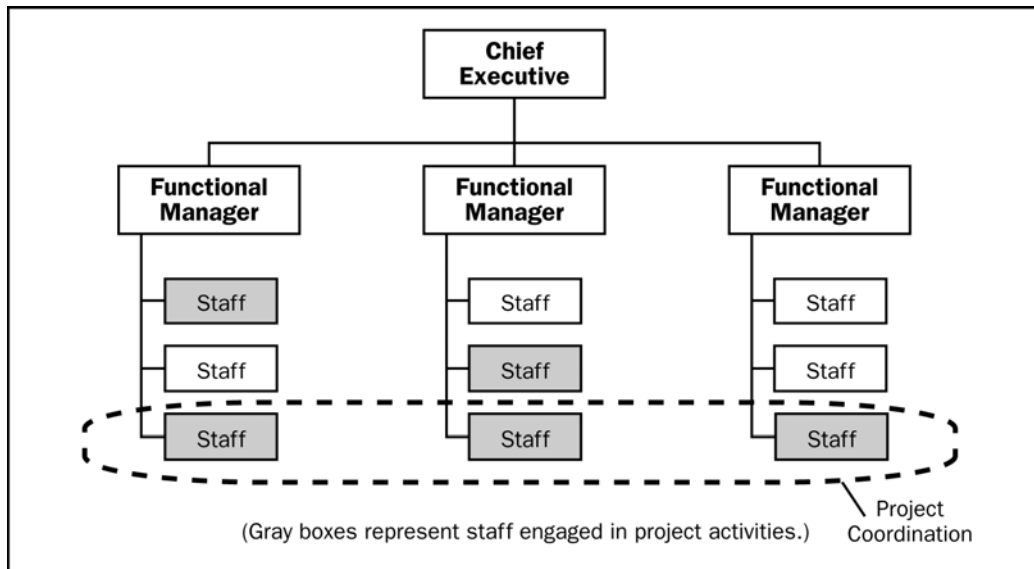 Chief
Executive
Functional
Manager
Functional
Manager
Functional
Manager
Staff
Staff
Staff
Staff
Staff
Staff
Staff
Staff
Staff
(Gray boxes represent staff engaged in project activities.)
Project
Coordination